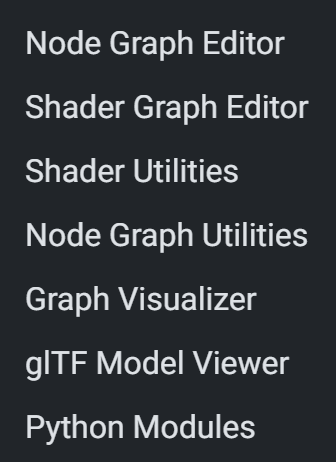 Node Graph Editor
Shader Graph Editor
Shader Utilities
Node Graph Utilities
Graph Visualizer
glTF Model Viewer
Python Modules